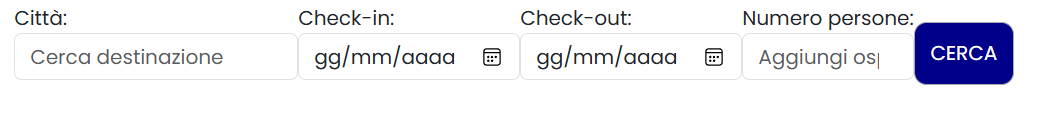 Città: Check-in: Check-out: Numero persone:
Cerca destinazione gg/mm/aaaa gg/mm/aaaa Aggiungi os CERCA